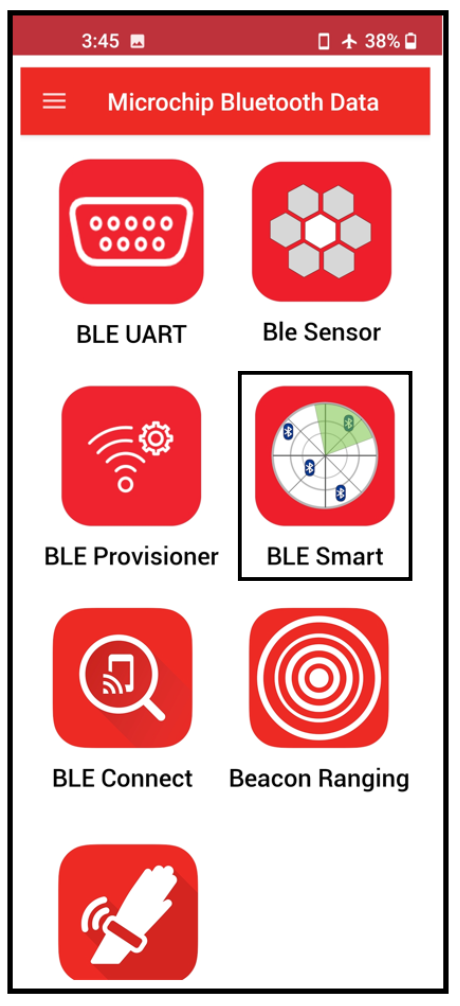 3:45 38%
Microchip Bluetooth Data
BLE UART Ble Sensor
BLE Provisioner BLE Smart
BLE Connect Beacon Ranging